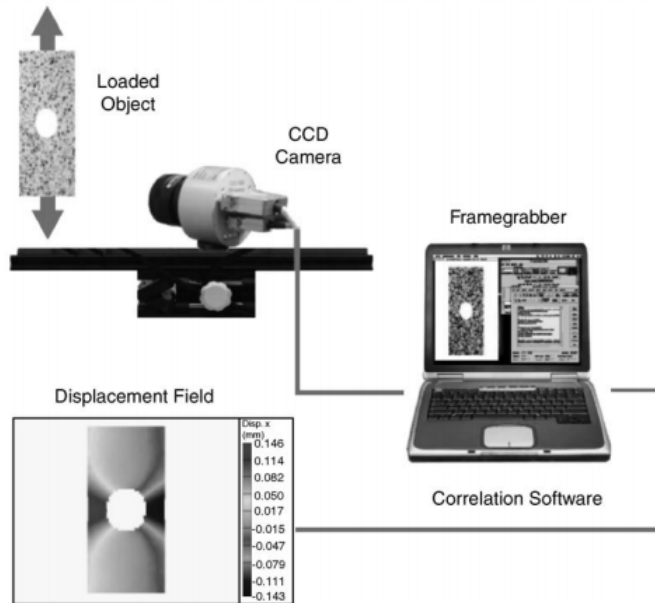 Loaded
Object
CCD
Camera
Framegrabber
Displacement Field
Disp. x
(mm)
0.146
0.114
0.082
0.050
0.017
-0.015
-0.047
-0.079
-0.111
-0.143
Correlation Software